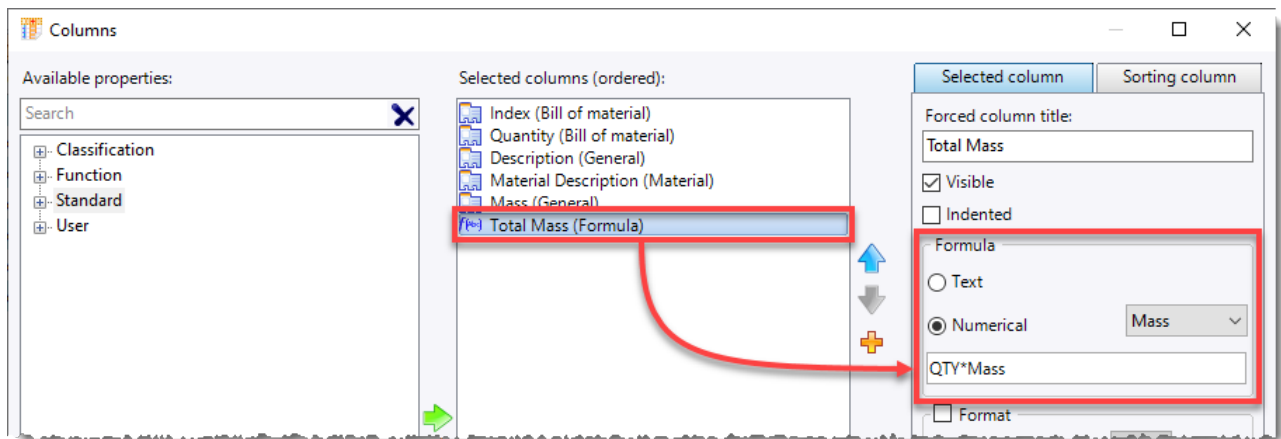 Columns
Available properties:
Search
Classification
Function
Standard
User
Selected columns (ordered):
Index (Bill of material)
Quantity (Bill of material)
Description (General)
Material Description (Material)
Mass (General)
Total Mass (Formula)
Selected column
Sorting column
Forced column title:
Total Mass
Visible
Indented
Formula
Text
Numerical
Mass
QTY*Mass
Format